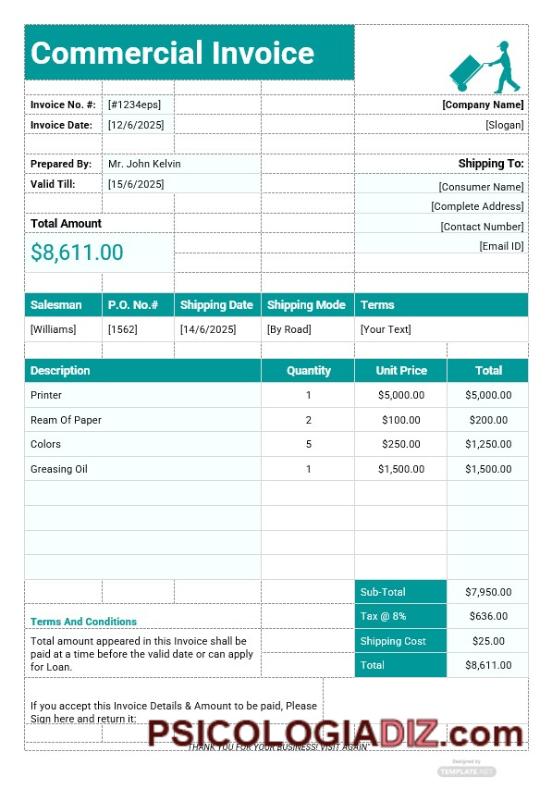 Commercial Invoice
Invoice No. #: [#1234eps] [Company Name]
Invoice Date: [12/6/2025] [Slogan]
Prepared By: Mr. John Kelvin Shipping To:
Valid Till: [15/6/2025] [Consumer Name]
[Complete Address]
Total Amount [Contact Number]
$8,611.00 [Email ID]
Salesman P.O. No.# Shipping Date Shipping Mode Terms
[Williams] [1562] [14/6/2025] [By Road] [Your Text]
Description Quantity Unit Price Total
Printer 1 $5,000.00 $5,000.00
Ream Of Paper 2 $100.00 $200.00
Colors 5 $250.00 $1,250.00
Greasing Oil 1 $1,500.00 $1,500.00
Sub-Total $7,950.00
Terms And Conditions Tax @ 8% $636.00
Total amount appeared in this Invoice shall be Shipping Cost $25.00
paid at a time before the valid date or can apply
for Loan. Total $8,611.00
If you accept this Invoice Details & Amount to be paid, Please
Sign here and return it:
PSICOLOGIADIZ.com
"THANK YOU FOR YOUR BUSINESS! VISIT AGAIN"
Designed by
TEMPLATE.NET